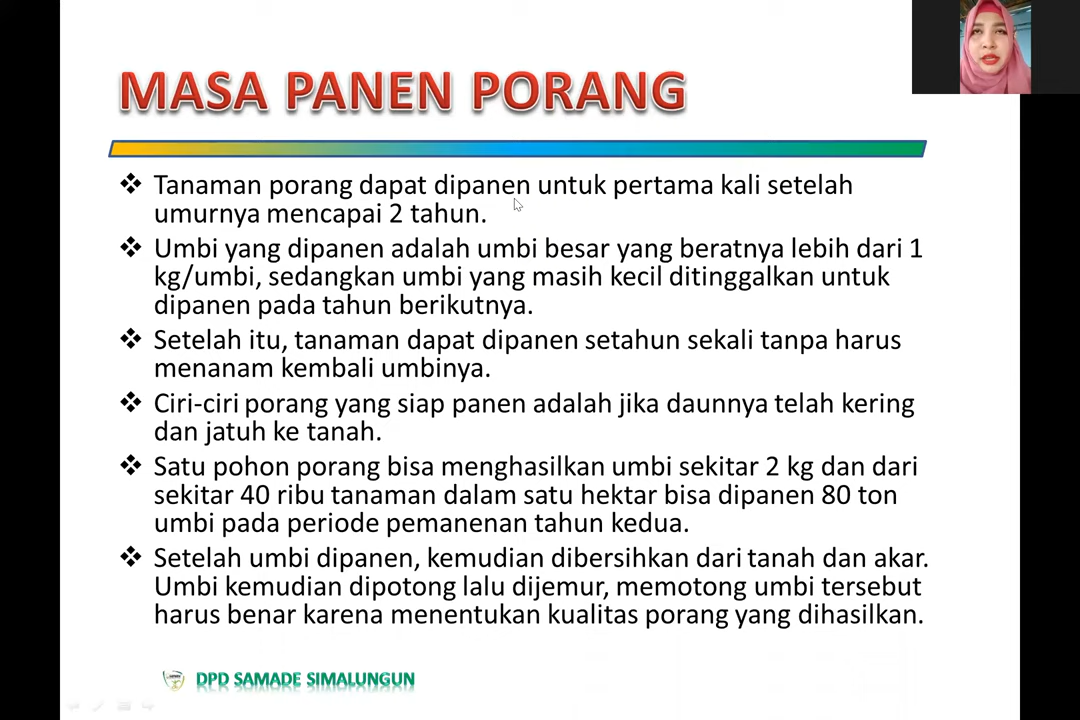 MASA PANEN PORANG
❖ Tanaman porang dapat dipanen untuk pertama kali setelah
umurnya mencapai 2 tahun.
❖ Umbi yang dipanen adalah umbi besar yang beratnya lebih dari 1
kg/umbi, sedangkan umbi yang masih kecil ditinggalkan untuk
dipanen pada tahun berikutnya.
❖ Setelah itu, tanaman dapat dipanen setahun sekali tanpa harus
menanam kembali umbinya.
❖ Ciri-ciri porang yang siap panen adalah jika daunnya telah kering
dan jatuh ke tanah.
❖ Satu pohon porang bisa menghasilkan umbi sekitar 2 kg dan dari
sekitar 40 ribu tanaman dalam satu hektar bisa dipanen 80 ton
umbi pada periode pemanenan tahun kedua.
❖ Setelah umbi dipanen, kemudian dibersihkan dari tanah dan akar.
Umbi kemudian dipotong lalu dijemur, memotong umbi tersebut
harus benar karena menentukan kualitas porang yang dihasilkan.
DPD SAMADE SIMALUNGUN